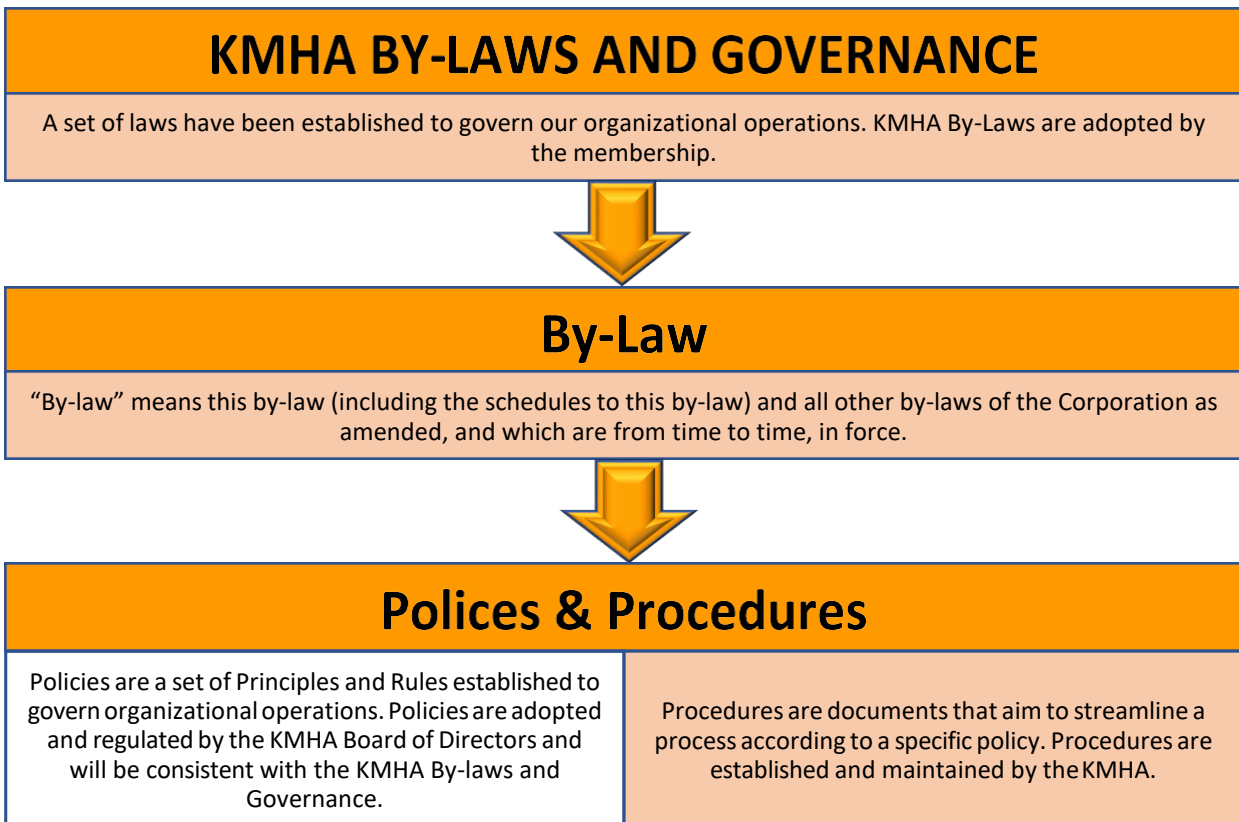 KMHA BY-LAWS AND GOVERNANCE
A set of laws have been established to govern our organizational operations. KMHA By-Laws are adopted by
the membership.
By-Law
“By-law” means this by-law (including the schedules to this by-law) and all other by-laws of the Corporation as
amended, and which are from time to time, in force.
Polices & Procedures
Policies are a set of Principles and Rules established to
govern organizational operations. Policies are adopted
and regulated by the KMHA Board of Directors and
will be consistent with the KMHA By-laws and
Governance.
Procedures are documents that aim to streamline a
process according to a specific policy. Procedures are
established and maintained by the KMHA.